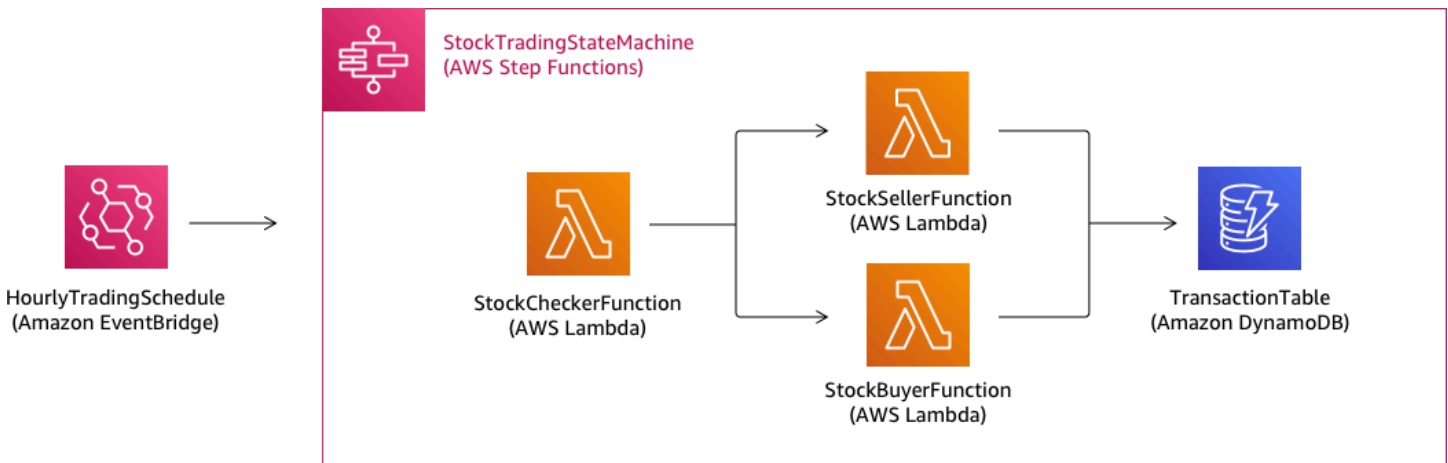 StockTradingStateMachine
(AWS Step Functions)
HourlyTradingSchedule
(Amazon EventBridge)
StockCheckerFunction
(AWS Lambda)
StockSellerFunction
(AWS Lambda)
StockBuyerFunction
(AWS Lambda)
TransactionTable
(Amazon DynamoDB)